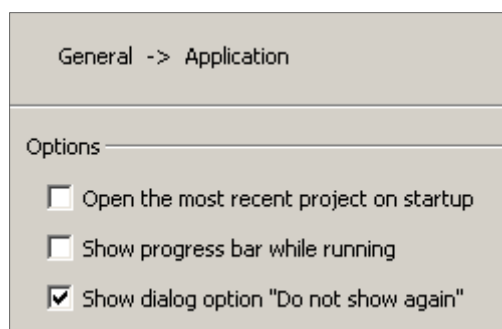 General -> Application
Options
Open the most recent project on startup
Show progress bar while running
Show dialog option "Do not show again"